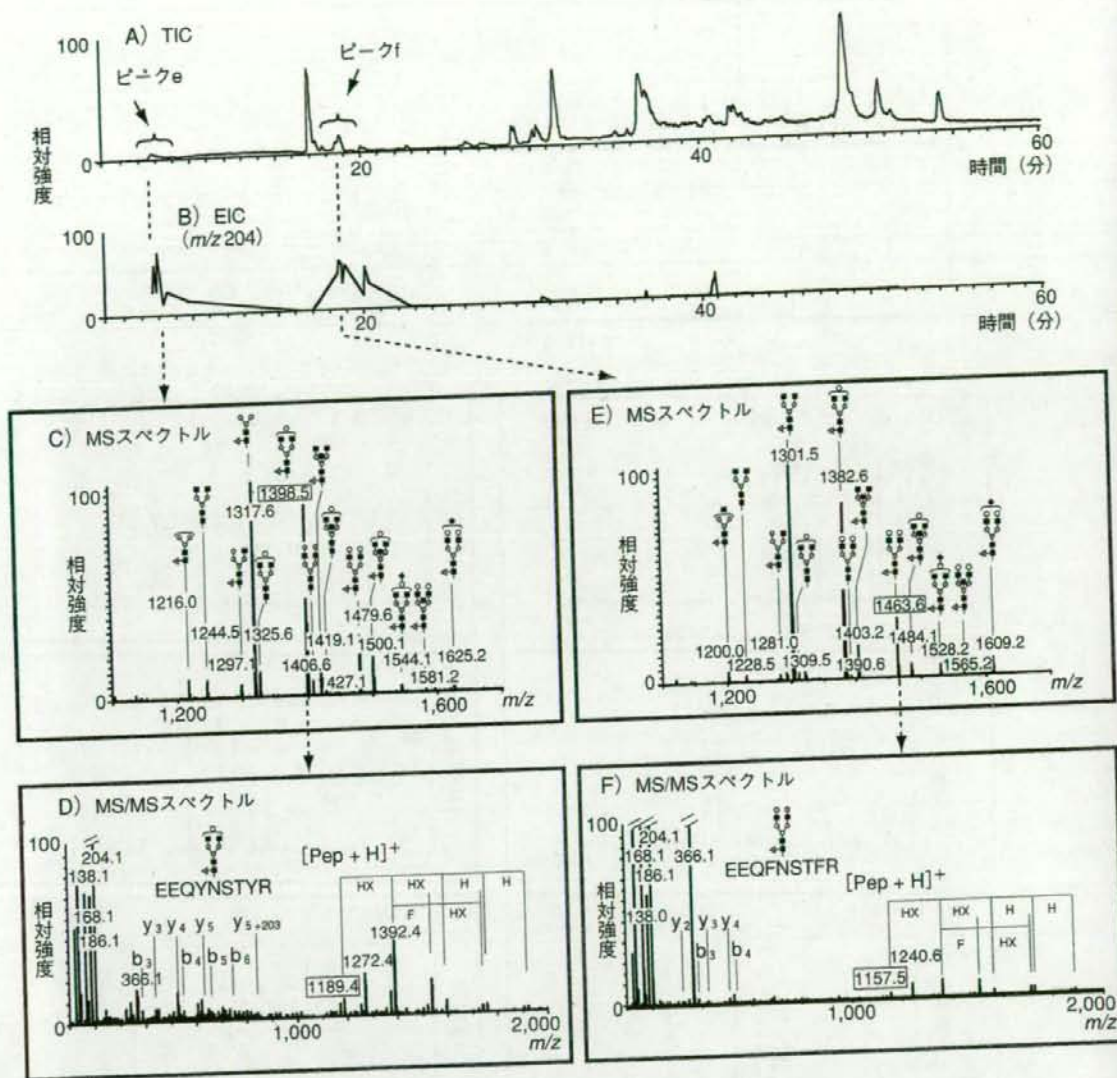 A) TIC
100
ピークe
ピークf
相対強度
0
20
40
60
時間（分）
B) EIC
(m/z 204)
100
0
20
40
60
時間（分）
C) MSスペクトル
100
相対強度
0
1216.0
1244.5
1297.1
1317.6
1325.6
1398.5
1406.6
1419.1
427.1
1479.6
1500.1
1544.1
1581.2
1625.2
1,200
1,600
m/z
E) MSスペクトル
100
相対強度
0
1200.0
1228.5
1281.0
1301.5
1309.5
1382.6
1390.6
1403.2
1463.6
1484.1
1528.2
1565.2
1609.2
1,200
1,600
m/z
D) MS/MSスペクトル
100
相対強度
0
204.1
138.1
168.1
186.1
EEQYNSTYR
y3 y4 y5 y5+203
b3 b4 b5 b6
366.1
[Pep + H]+
HX HX H H
F HX
1392.4
1272.4
1189.4
1,000
2,000
m/z
F) MS/MSスペクトル
100
相対強度
0
204.1
168.1
366.1
186.1
138.0
EEQFNSTFR
y2 y3 y4
b3 b4
[Pep + H]+
HX HX H H
F HX
1240.6
1157.5
1,000
2,000
m/z